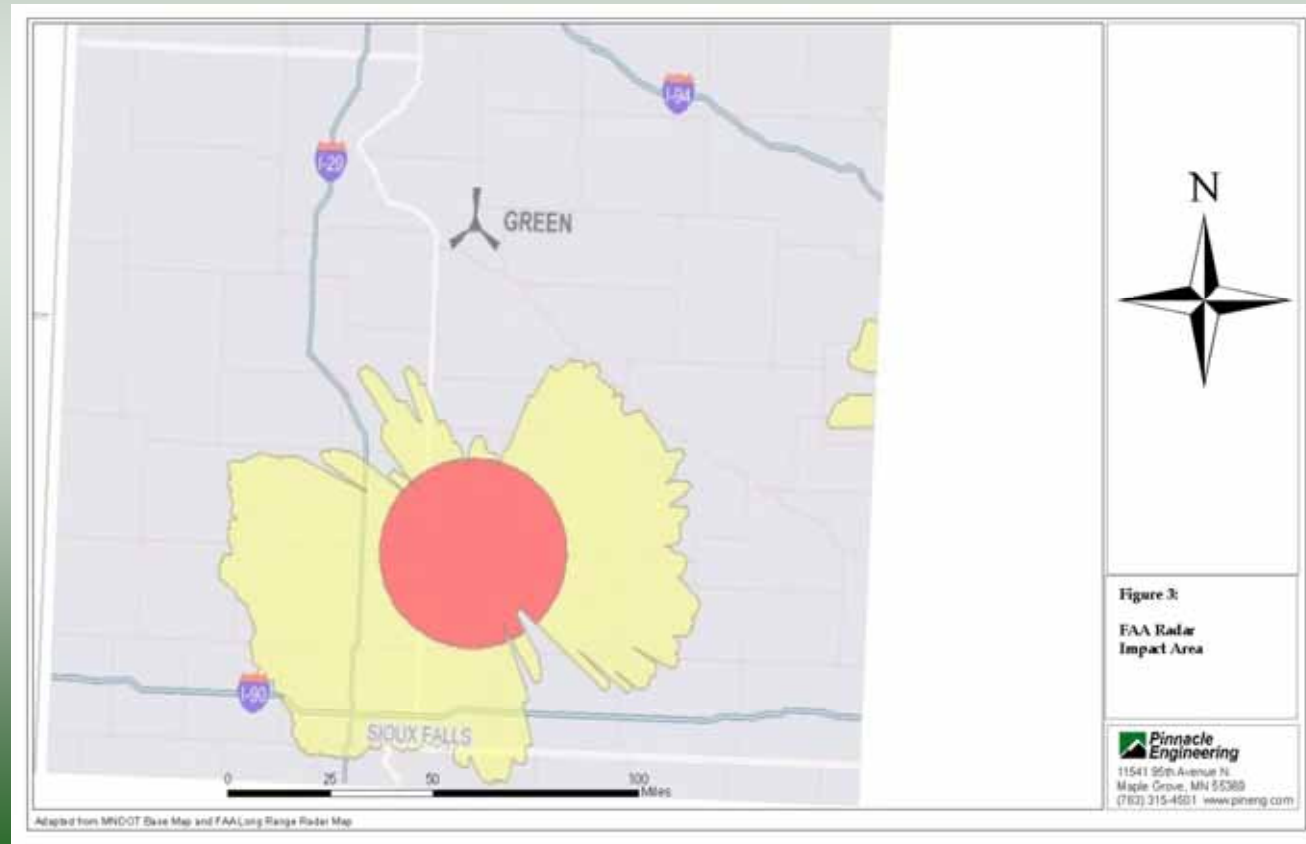 I-94
I-29
GREEN
N
I-90
SIOUX FALLS
0 25 50 100
Miles
Figure 3:
FAA Radar
Impact Area
Pinnacle
Engineering
11541 95th Avenue N.
Maple Grove, MN 55369
(763) 315-4501 www.pineng.com
Adapted from MNDOT Base Map and FAA Long Range Radar Map